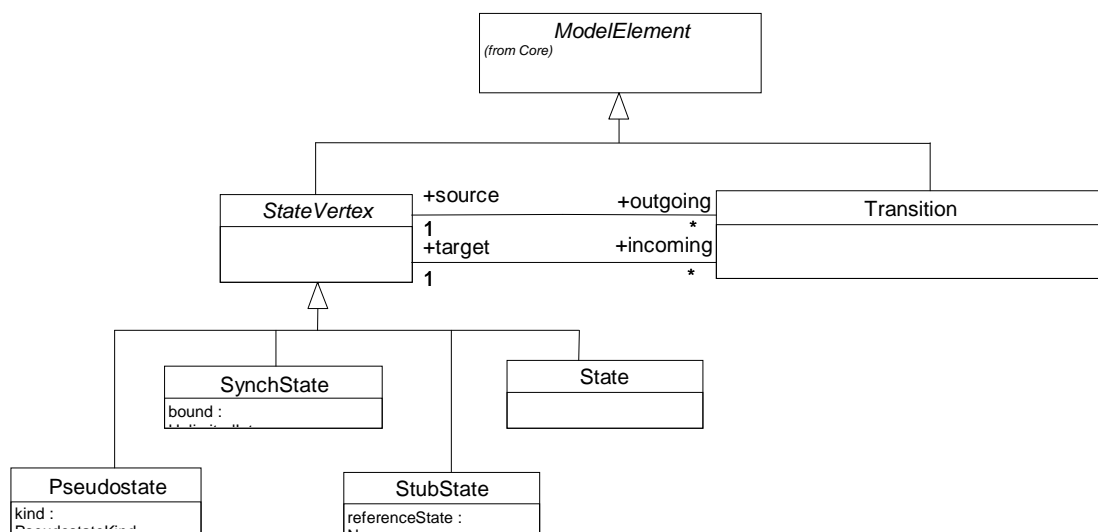 ModelElement
(from Core)
+source
+outgoing
StateVertex
Transition
1
*
+target
+incoming
1
*
SynchState
State
bound :
Pseudostate
StubState
kind :
referenceState :